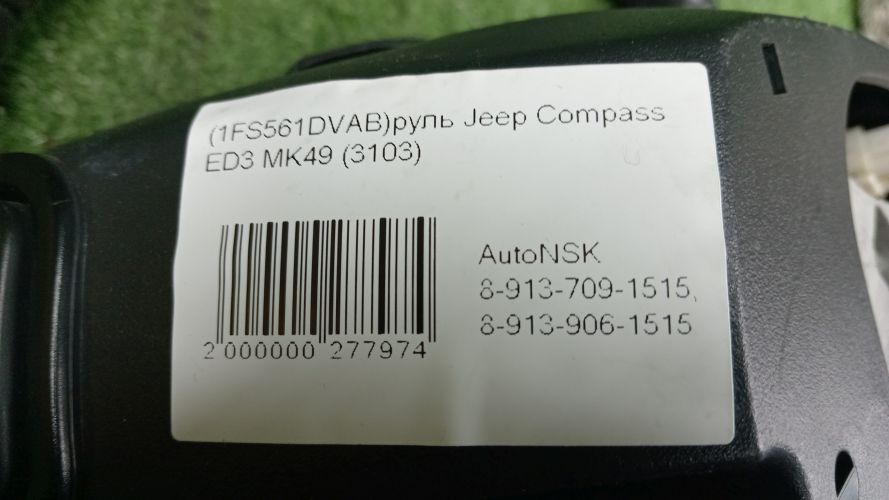 (1FS561DVAB)руль Jeep Compass
ED3 MK49 (3103)
AutoNSK
8-913-709-1515,
8-913-906-1515
2 000000 277974